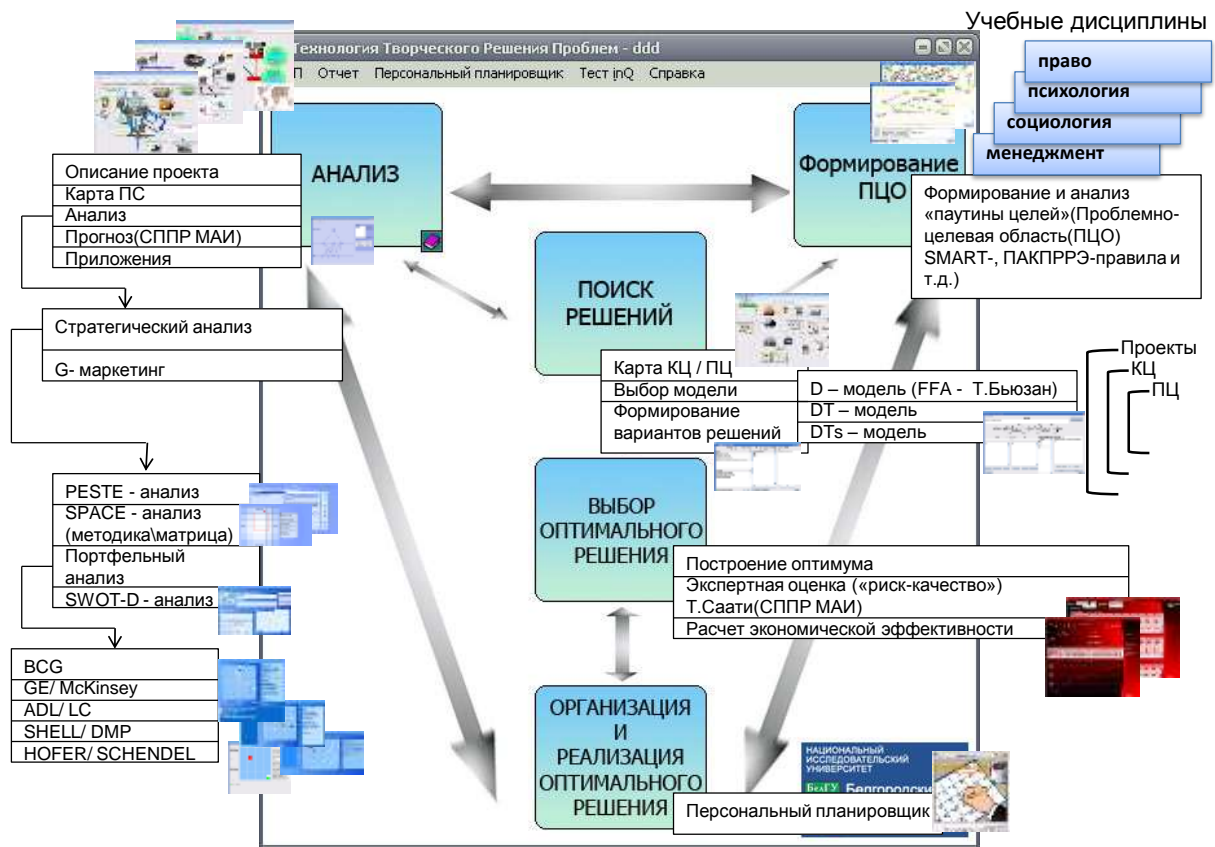 Учебные дисциплины
право
психология
социология
менеджмент
Технология Творческого Решения Проблем - ddd
П Отчет Персональный планировщик Тест inQ Справка
АНАЛИЗ
Формирование
ПЦО
Описание проекта
Карта ПС
Анализ
Прогноз(СППР МАИ)
Приложения
Формирование и анализ
«паутины целей»(Проблемно-
целевая область(ПЦО)
SMART-, ПАКПРРЭ-правила и
т.д.)
ПОИСК
РЕШЕНИЙ
Стратегический анализ
G- маркетинг
Карта КЦ / ПЦ
Выбор модели
Формирование
вариантов решений
D – модель (FFA - Т.Бьюзан)
DT – модель
DTs – модель
Проекты
КЦ
ПЦ
PESTE - анализ
SPACE - анализ
(методика\матрица)
Портфельный
анализ
SWOT-D - анализ
ВЫБОР
ОПТИМАЛЬНОГО
РЕШЕНИЯ
Построение оптимума
Экспертная оценка («риск-качество»)
Т.Саати(СППР МАИ)
Расчет экономической эффективности
BCG
GE/ McKinsey
ADL/ LC
SHELL/ DMP
HOFER/ SCHENDEL
ОРГАНИЗАЦИЯ
И
РЕАЛИЗАЦИЯ
ОПТИМАЛЬНОГО
РЕШЕНИЯ
НАЦИОНАЛЬНЫЙ
ИССЛЕДОВАТЕЛЬСКИЙ
УНИВЕРСИТЕТ
БелГУ Белгородски
Персональный планировщик